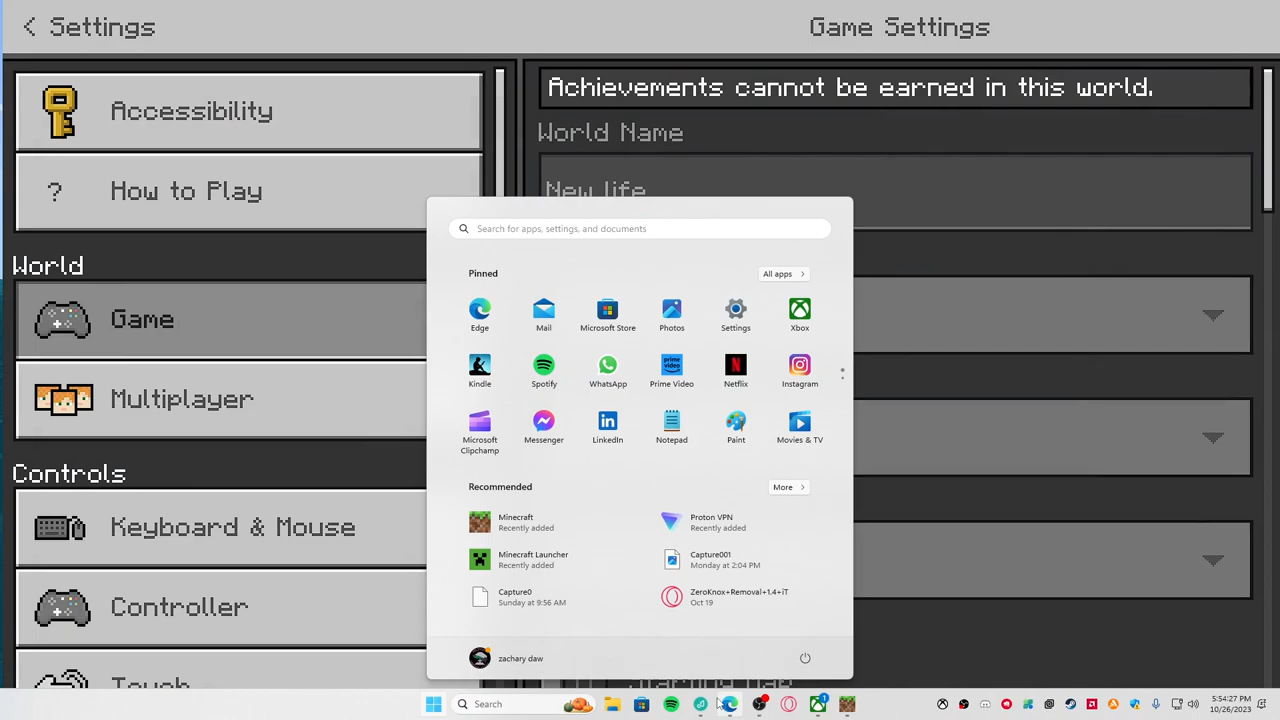 Settings
Game Settings
Accessibility
How to Play
World
Game
Multiplayer
Controls
Keyboard & Mouse
Controller
Touch
Achievements cannot be earned in this world.
World Name
New life
Search for apps, settings, and documents
Pinned
All apps
Edge
Mail
Microsoft Store
Photos
Settings
Xbox
Kindle
Spotify
WhatsApp
prime video
Prime Video
Netflix
Instagram
Microsoft
Clipchamp
Messenger
LinkedIn
Notepad
Paint
Movies & TV
Recommended
More
Minecraft
Recently added
Proton VPN
Recently added
Minecraft Launcher
Recently added
Capture001
Monday at 2:04 PM
Capture0
Sunday at 9:56 AM
ZeroKnox+Removal+1.4+iT
Oct 19
zachary daw
Search
1
5:54:27 PM
10/26/2023